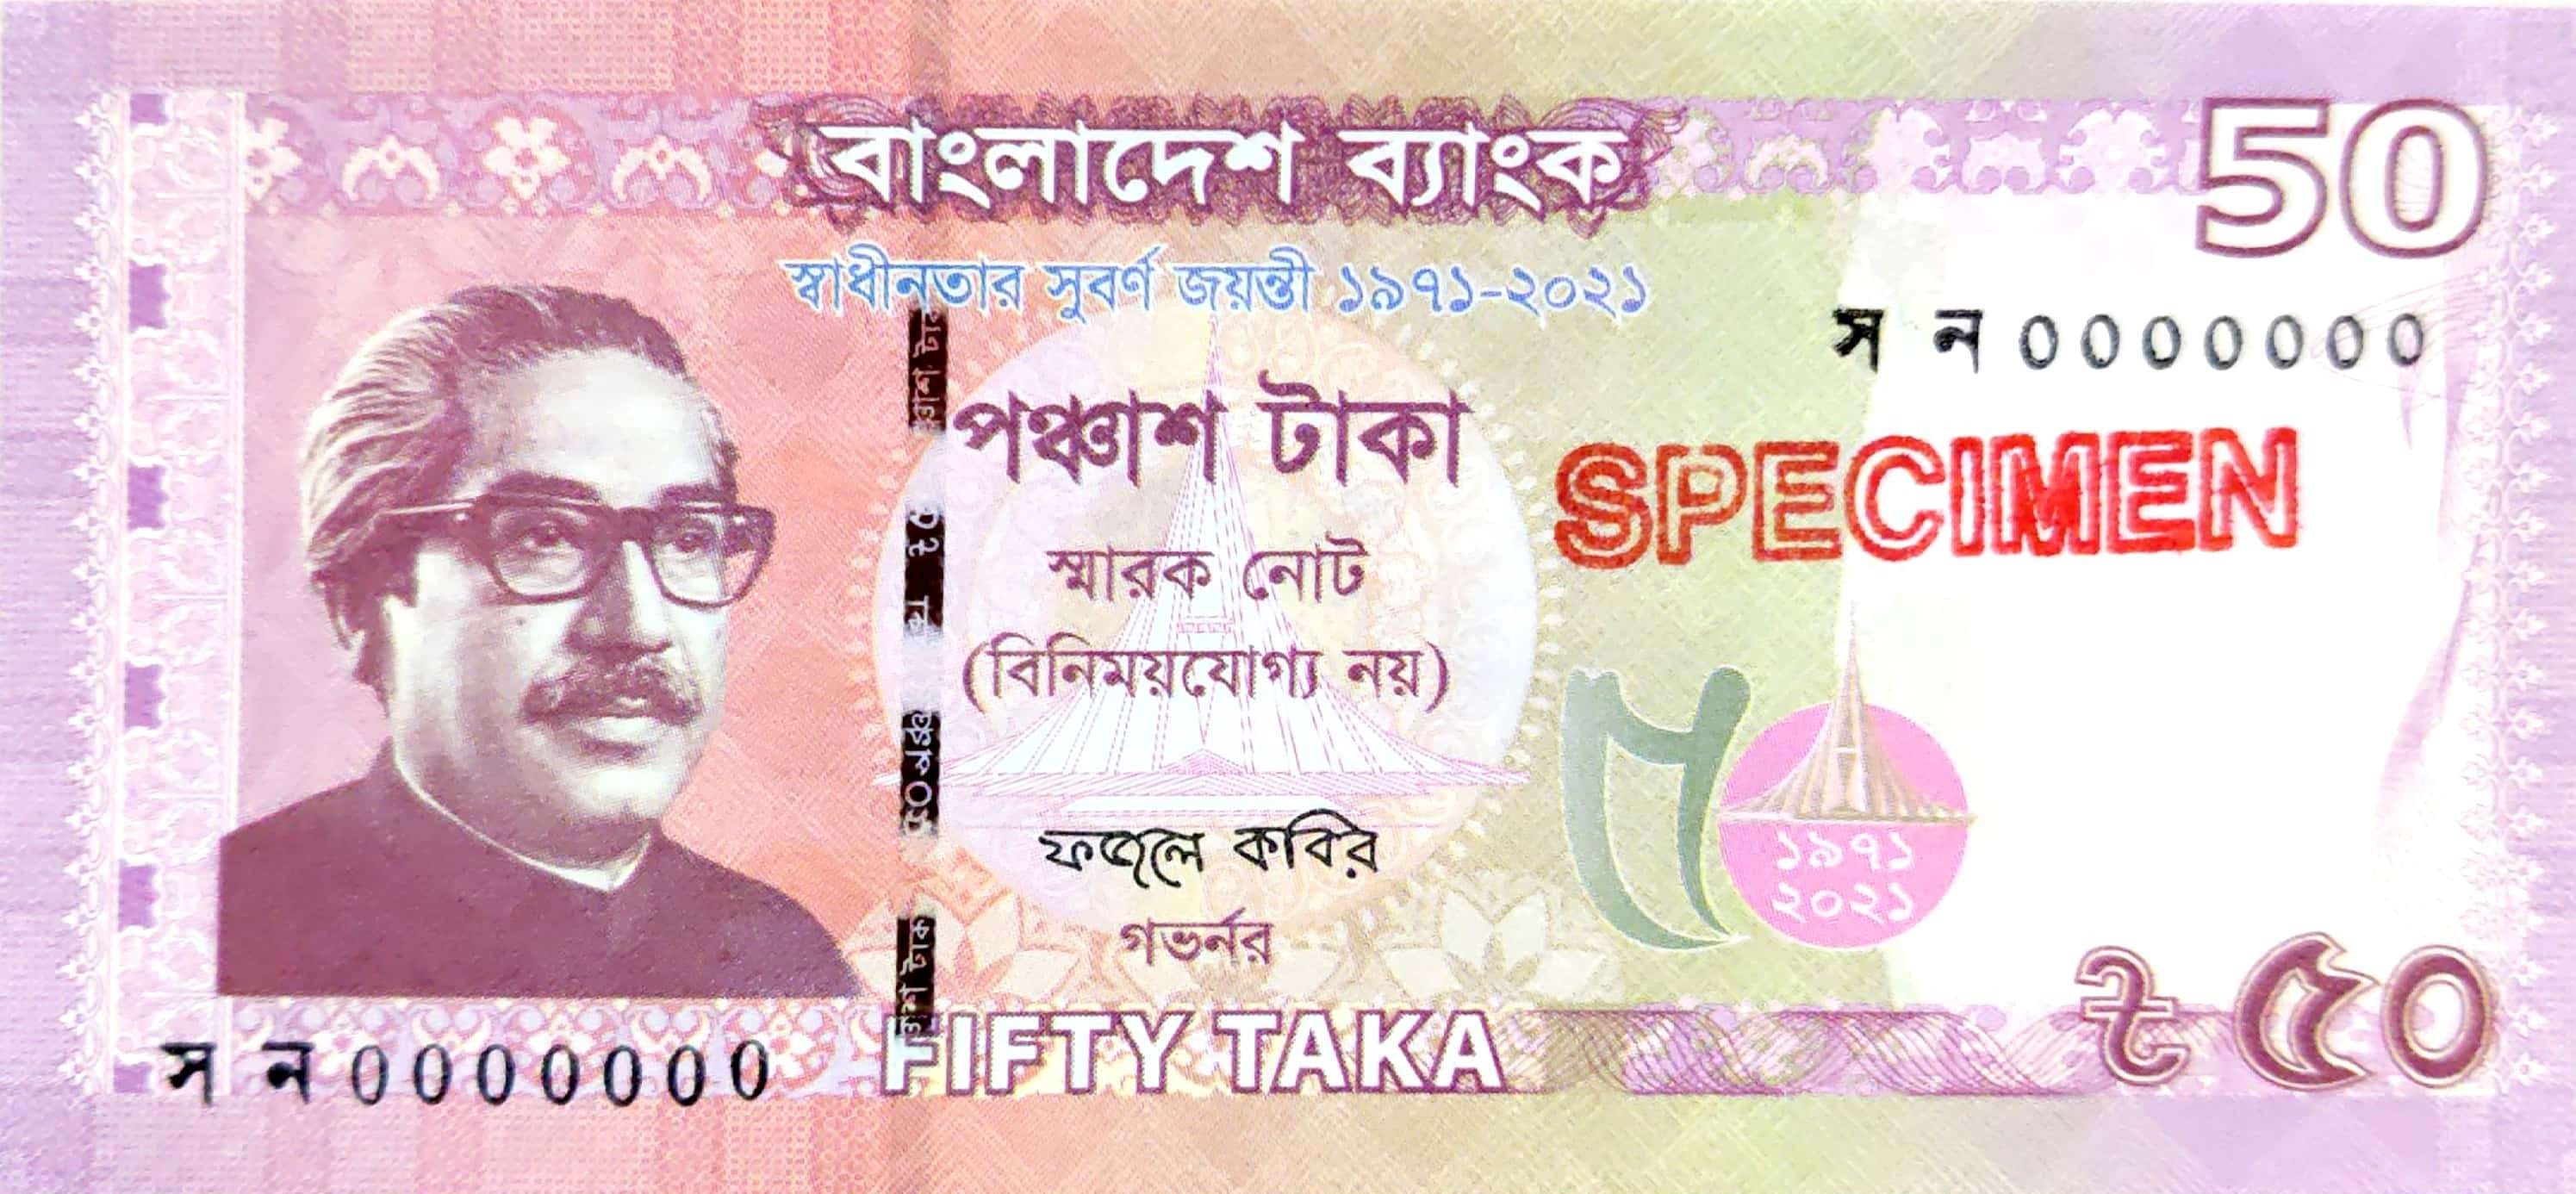 বাংলাদেশ ব্যাংক
50
স্বাধীনতার সুবর্ণ জয়ন্তী ১৯৭১-২০২১
স ন 0000000
পঞ্চাশ টাকা
SPECIMEN
স্মারক নোট
(বিনিময়যোগ্য নয়)
৫০
১৯৭১
২০২১
ফজলে কবির
গভর্নর
FIFTY TAKA
৳ ৫০
স ন 0000000